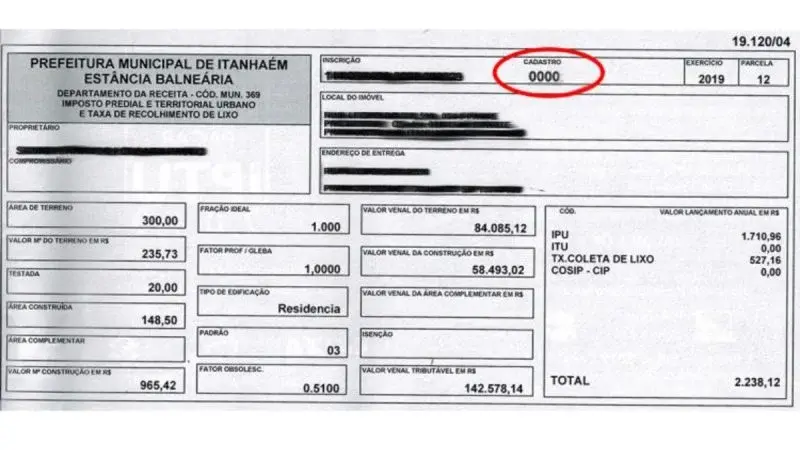 19.120/04
PREFEITURA MUNICIPAL DE ITANHAÉM
ESTÂNCIA BALNEÁRIA
DEPARTAMENTO DA RECEITA - CÓD. MUN. 369
IMPOSTO PREDIAL E TERRITORIAL URBANO
E TAXA DE RECOLHIMENTO DE LIXO
INSCRIÇÃO
CADASTRO
0000
EXERCÍCIO
2019
PARCELA
12
LOCAL DO IMÓVEL
PROPRIETÁRIO
COMPROMISSÁRIO
ENDEREÇO DE ENTREGA
ÁREA DE TERRENO
300,00
FRAÇÃO IDEAL
1.000
VALOR VENAL DO TERRENO EM R$
84.085,12
VALOR Mº DO TERRENO EM R$
235,73
FATOR PROF / GLEBA
1,0000
VALOR VENAL DA CONSTRUÇÃO EM R$
58.493,02
TESTADA
20,00
TIPO DE EDIFICAÇÃO
Residencia
VALOR VENAL DA ÁREA COMPLEMENTAR EM R$
ÁREA CONSTRUÍDA
148,50
PADRÃO
03
ISENÇÃO
ÁREA COMPLEMENTAR
VALOR Mº CONSTRUÇÃO EM R$
965,42
FATOR OBSOLESC.
0.5100
VALOR VENAL TRIBUTÁVEL EM R$
142.578,14
CÓD. VALOR LANÇAMENTO ANUAL EM R$
IPU 1.710,96
ITU 0,00
TX.COLETA DE LIXO 527,16
COSIP - CIP 0,00
TOTAL 2.238,12